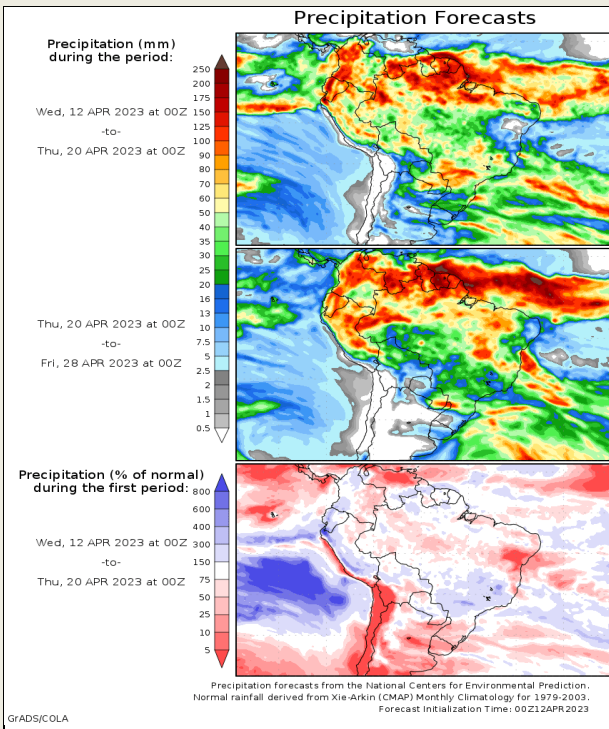 Precipitation Forecasts
Precipitation (mm)
during the period:
Wed, 12 APR 2023 at 00Z
-to-
Thu, 20 APR 2023 at 00Z
250
200
175
150
125
100
90
80
70
60
50
40
35
30
25
20
16
13
10
7.5
5
2.5
2
1.5
1
0.5
Thu, 20 APR 2023 at 00Z
-to-
Fri, 28 APR 2023 at 00Z
Precipitation (% of normal)
during the first period:
Wed, 12 APR 2023 at 00Z
-to-
Thu, 20 APR 2023 at 00Z
800
600
400
300
150
75
50
25
10
5
Precipitation forecasts from the National Centers for Environmental Prediction.
Normal rainfall derived from Xie-Arkin (CMAP) Monthly Climatology for 1979-2003.
Forecast Initialization Time: 00Z12APR2023
GrADS/COLA